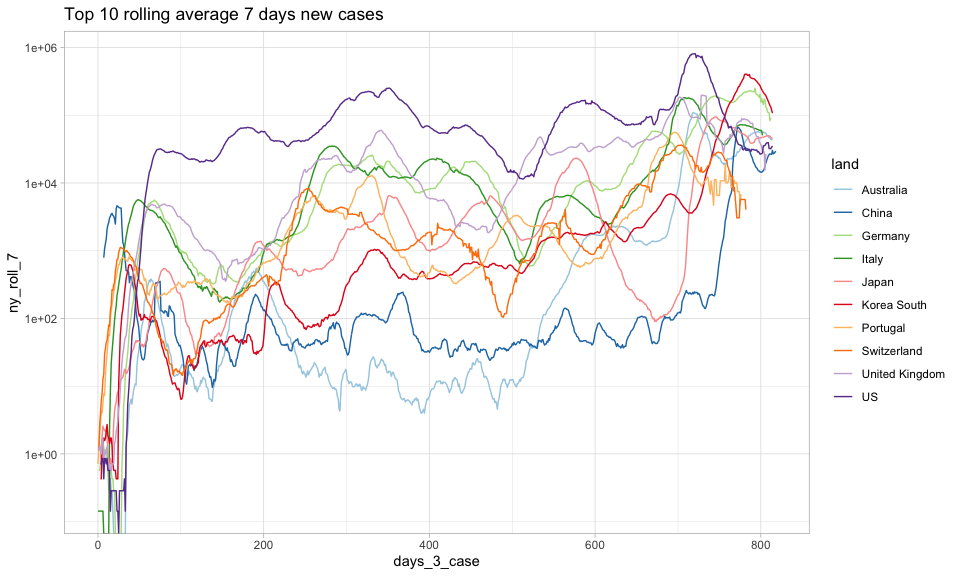 Top 10 rolling average 7 days new cases
1e+06
1e+04
1e+02
1e+00
ny_roll_7
0
200
400
600
800
days_3_case
land
Australia
China
Germany
Italy
Japan
Korea South
Portugal
Switzerland
United Kingdom
US